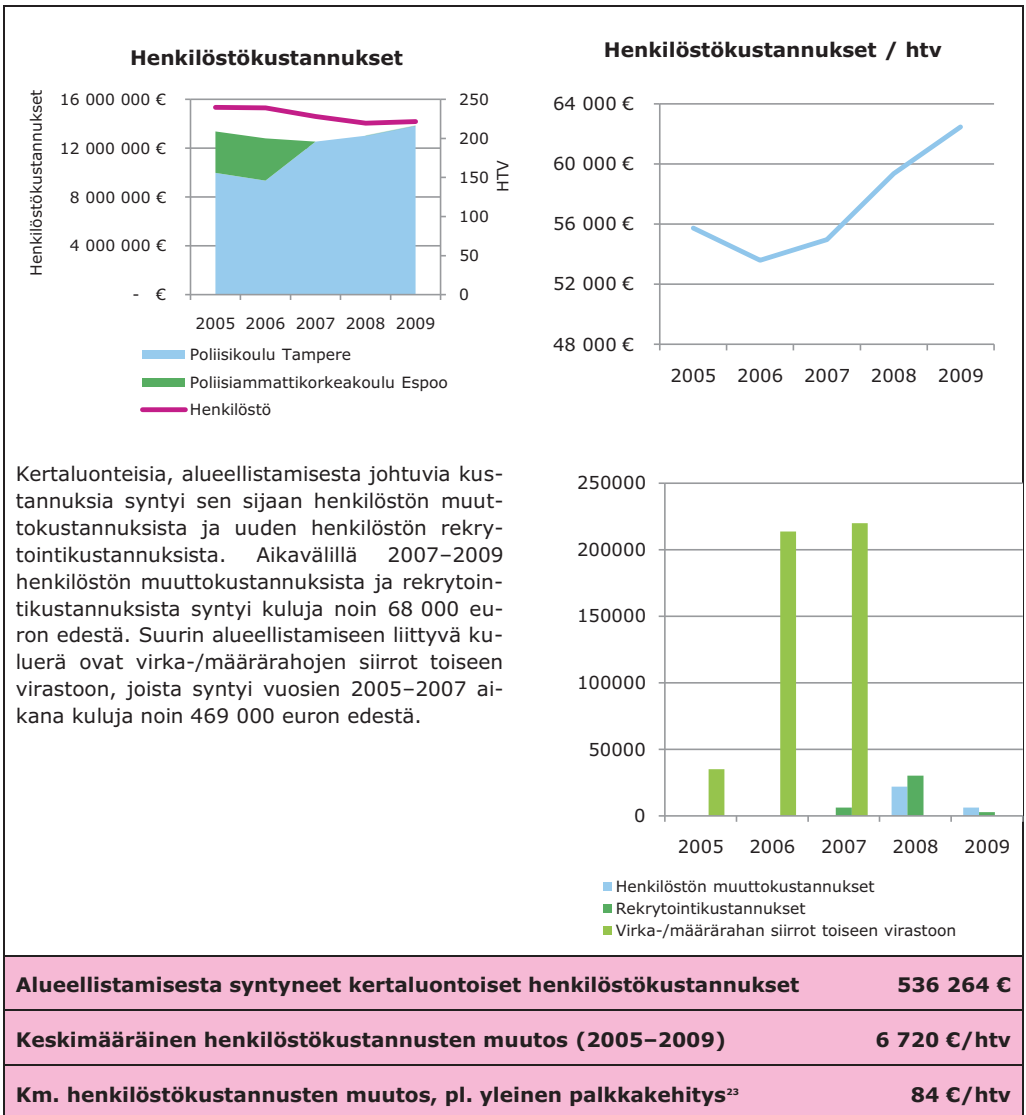 Henkilöstökustannukset
Henkilöstökustannukset
16 000 000 €
12 000 000 €
8 000 000 €
4 000 000 €
- €
250
200
150
100
50
0
HTV
2005 2006 2007 2008 2009
Poliisikoulu Tampere
Poliisiammattikorkeakoulu Espoo
Henkilöstö
Henkilöstökustannukset / htv
64 000 €
60 000 €
56 000 €
52 000 €
48 000 €
2005 2006 2007 2008 2009
Kertaluonteisia, alueellistamisesta johtuvia kus-
tannuksia syntyi sen sijaan henkilöstön muut-
tokustannuksista ja uuden henkilöstön rekry-
tointikustannuksista. Aikavälillä 2007–2009
henkilöstön muuttokustannuksista ja rekrytoin-
tikustannuksista syntyi kuluja noin 68 000 eu-
ron edestä. Suurin alueellistamiseen liittyvä ku-
luerä ovat virka-/määrärahojen siirrot toiseen
virastoon, joista syntyi vuosien 2005–2007 ai-
kana kuluja noin 469 000 euron edestä.
250000
200000
150000
100000
50000
0
2005 2006 2007 2008 2009
Henkilöstön muuttokustannukset
Rekrytointikustannukset
Virka-/määrärahan siirrot toiseen virastoon
Alueellistamisesta syntyneet kertaluontoiset henkilöstökustannukset 536 264 €
Keskimääräinen henkilöstökustannusten muutos (2005–2009) 6 720 €/htv
Km. henkilöstökustannusten muutos, pl. yleinen palkkakehitys²³ 84 €/htv